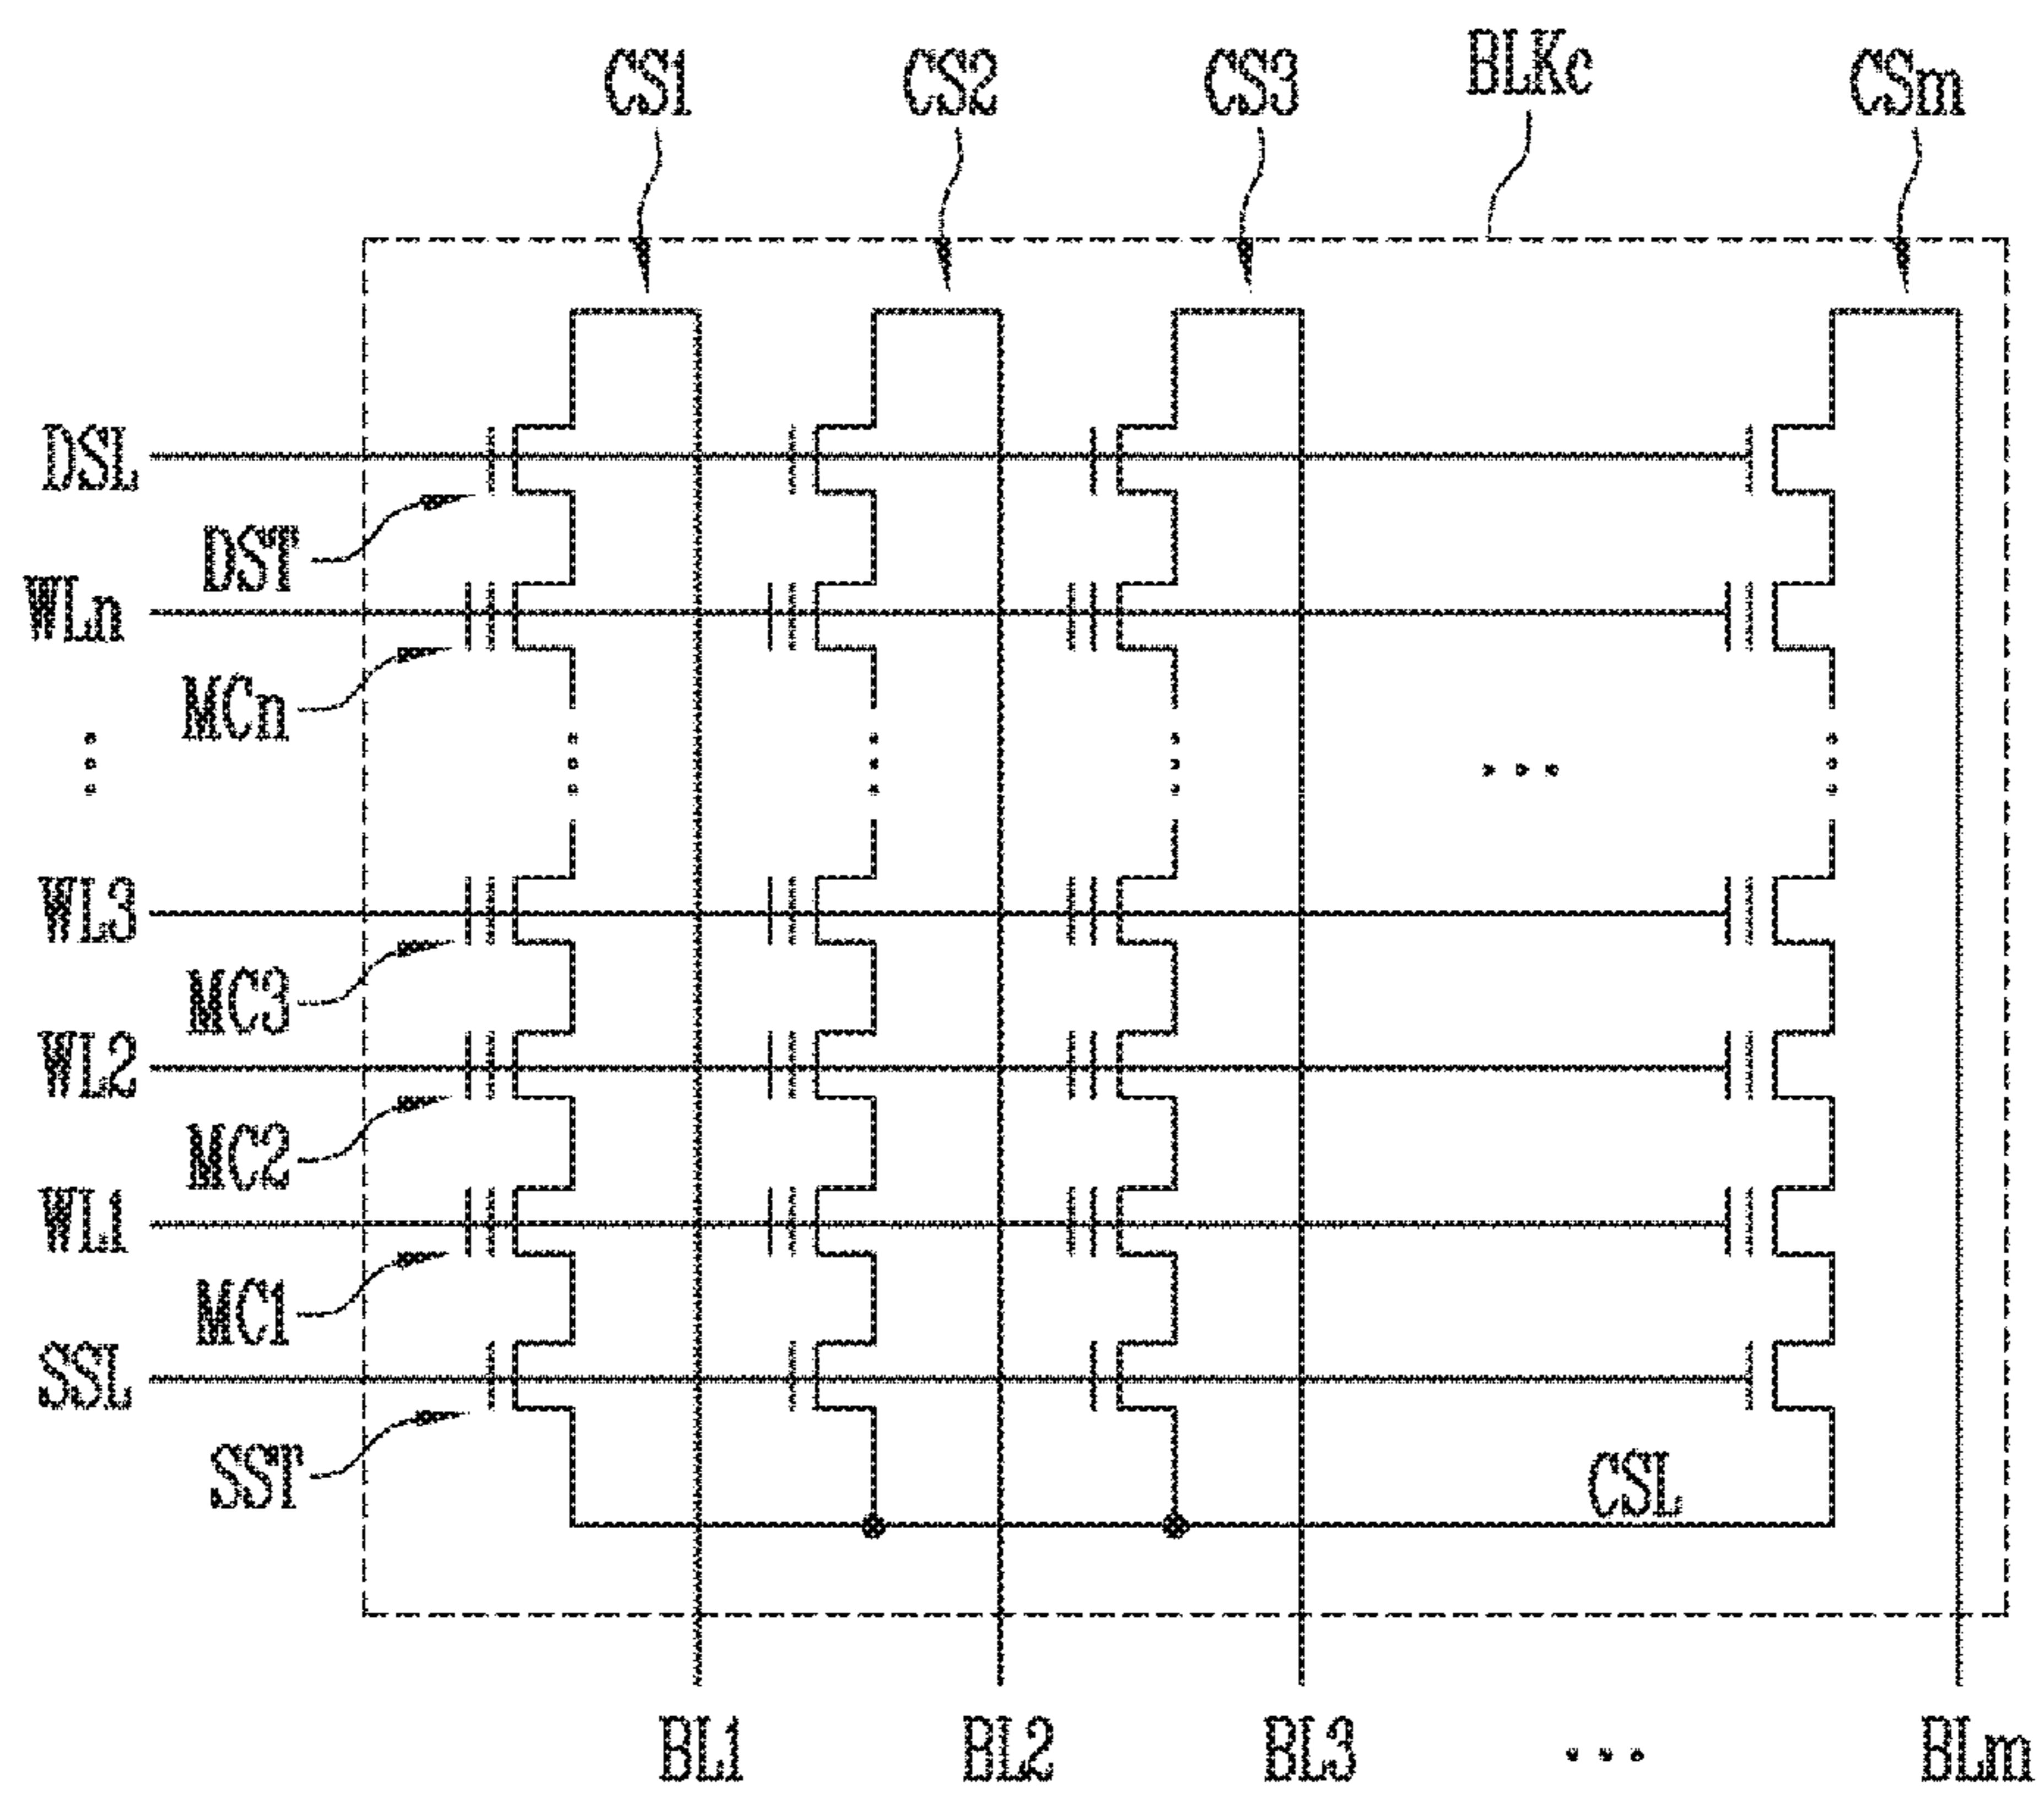 CS1 CS2 CS3 BLKc CSm
DSL
DST
WLn
MCn
WL3
MC3
WL2
MC2
WL1
MC1
SSL
SST
CSL
BL1 BL2 BL3 ... BLm